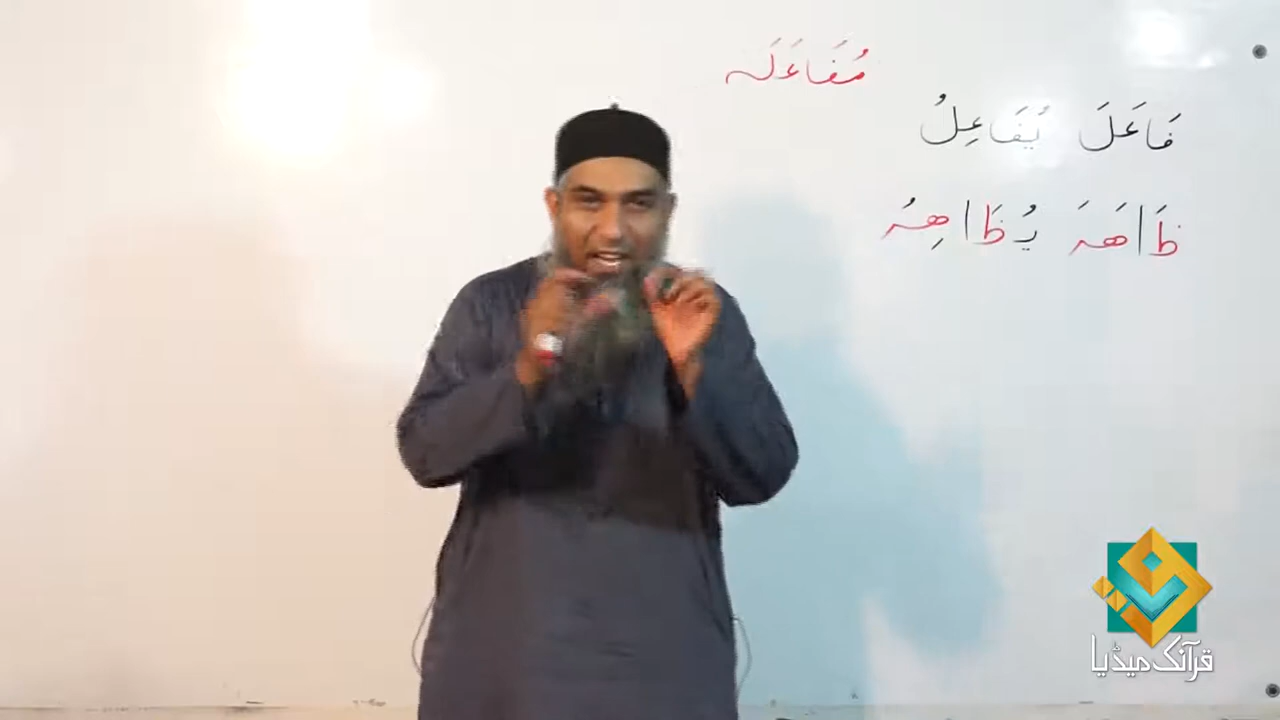 مُفَاعَلَہ
فَاعَلَ يُفَاعِلُ
ظَاهَرَ يُظَاهِرُ
قرآنک میڈیا